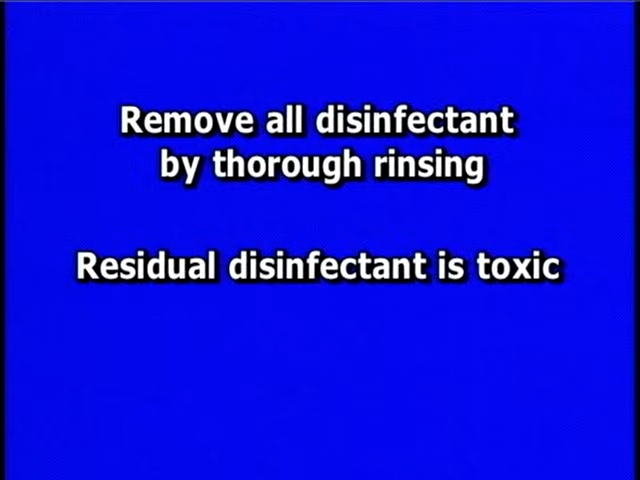 Remove all disinfectant
by thorough rinsing
Residual disinfectant is toxic